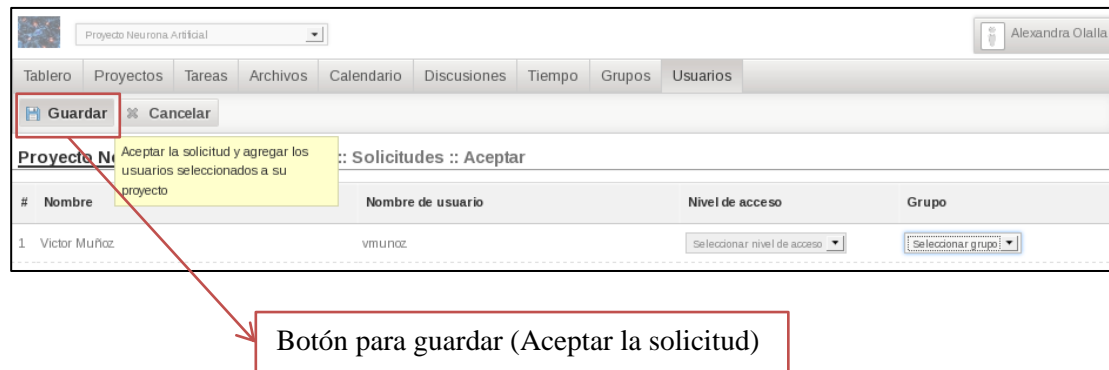 Proyecto Neurona Artificial
Alexandra Olalla
Tablero Proyectos Tareas Archivos Calendario Discusiones Tiempo Grupos Usuarios
Guardar Cancelar
Aceptar la solicitud y agregar los
usuarios seleccionados a su
proyecto
Proyecto Ne :: Solicitudes :: Aceptar
# Nombre Nombre de usuario Nivel de acceso Grupo
1 Victor Muñoz vmunoz Seleccionar nivel de acceso Seleccionar grupo
Botón para guardar (Aceptar la solicitud)